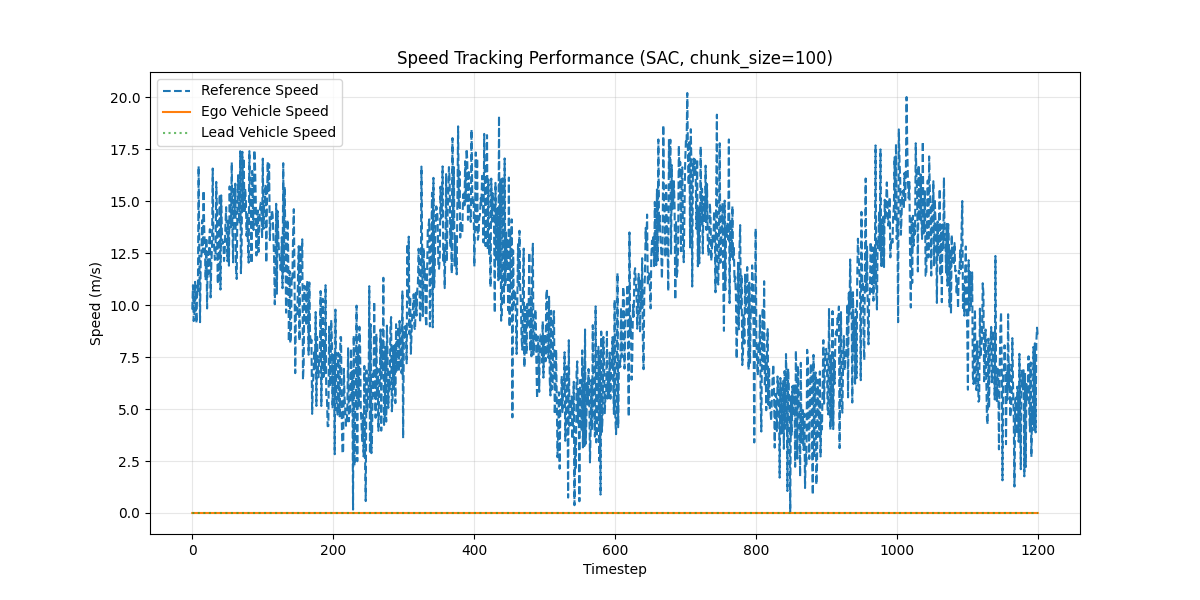 Speed Tracking Performance (SAC, chunk_size=100)
Reference Speed
Ego Vehicle Speed
Lead Vehicle Speed
20.0
17.5
15.0
12.5
10.0
7.5
5.0
2.5
0.0
Speed (m/s)
0 200 400 600 800 1000 1200
Timestep